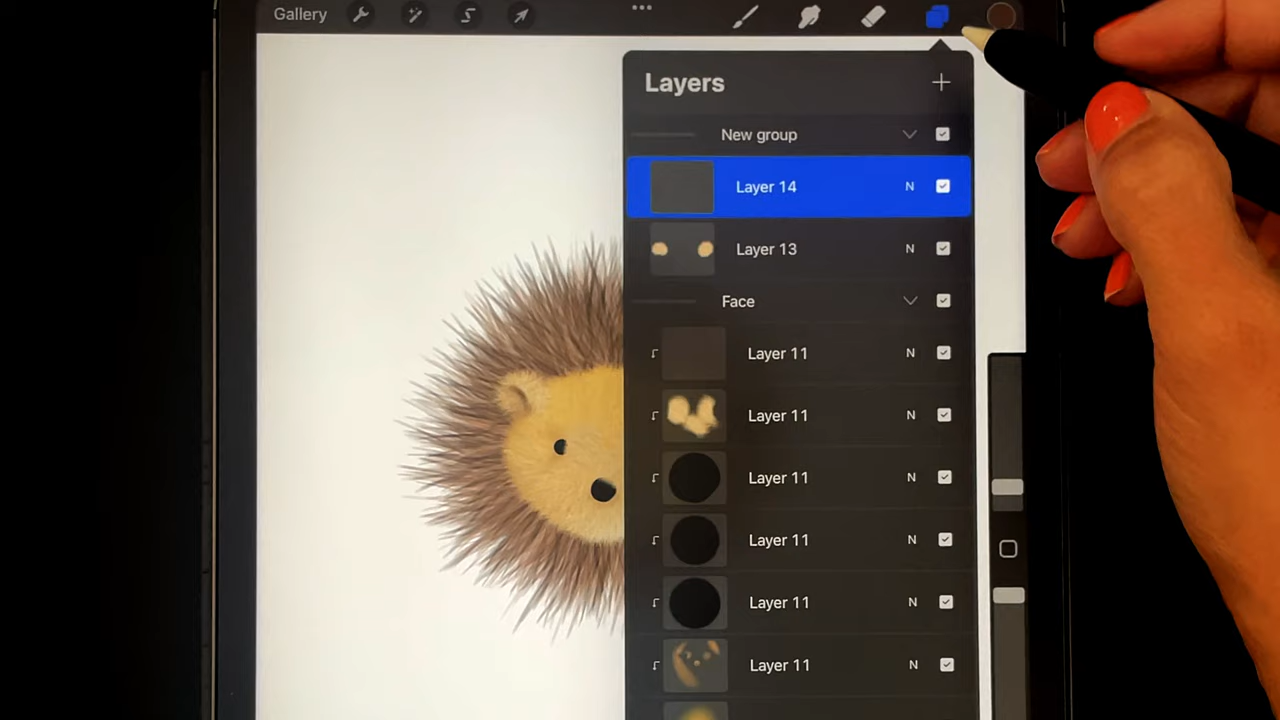 Gallery
Layers
New group
Layer 14 N
Layer 13 N
Face
Layer 11 N
Layer 11 N
Layer 11 N
Layer 11 N
Layer 11 N
Layer 11 N